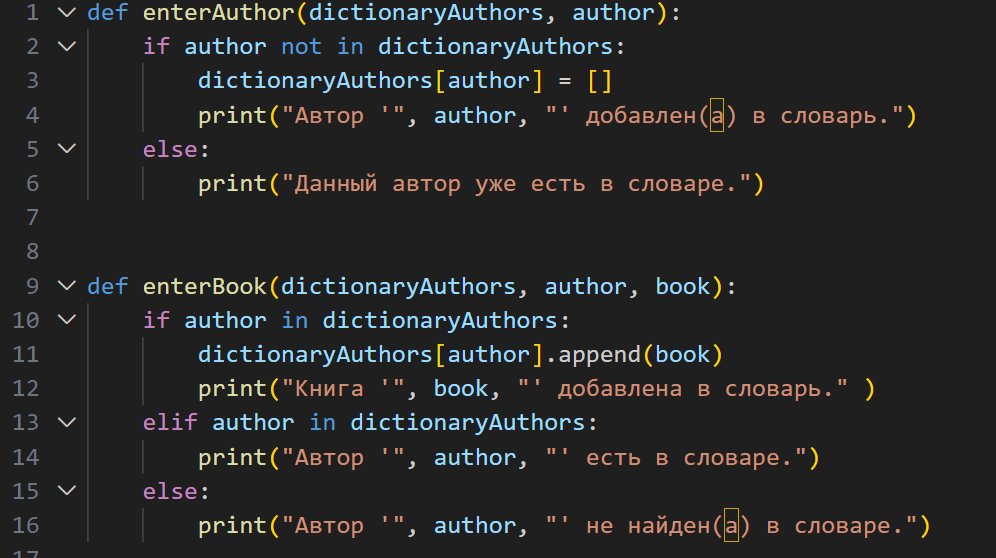 1 def enterAuthor(dictionaryAuthors, author):
2 if author not in dictionaryAuthors:
3 dictionaryAuthors[author] = []
4 print("Автор '", author, "' добавлен(а) в словарь.")
5 else:
6 print("Данный автор уже есть в словаре.")
7
8
9 def enterBook(dictionaryAuthors, author, book):
10 if author in dictionaryAuthors:
11 dictionaryAuthors[author].append(book)
12 print("Книга '", book, "' добавлена в словарь." )
13 elif author in dictionaryAuthors:
14 print("Автор '", author, "' есть в словаре.")
15 else:
16 print("Автор '", author, "' не найден(а) в словаре.")
17